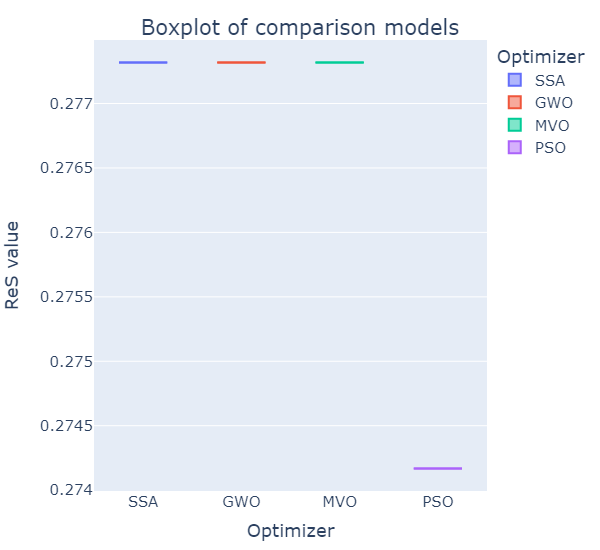 Boxplot of comparison models
Optimizer
SSA
GWO
MVO
PSO
ReS value
0.277
0.2765
0.276
0.2755
0.275
0.2745
0.274
SSA
GWO
MVO
PSO
Optimizer